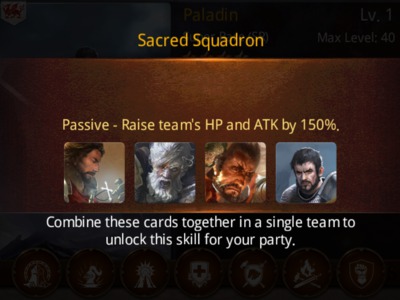 Paladin
Lv. 1
Sacred Squadron
Max Level: 40
Passive - Raise team's HP and ATK by 150%.
Combine these cards together in a single team to
unlock this skill for your party.